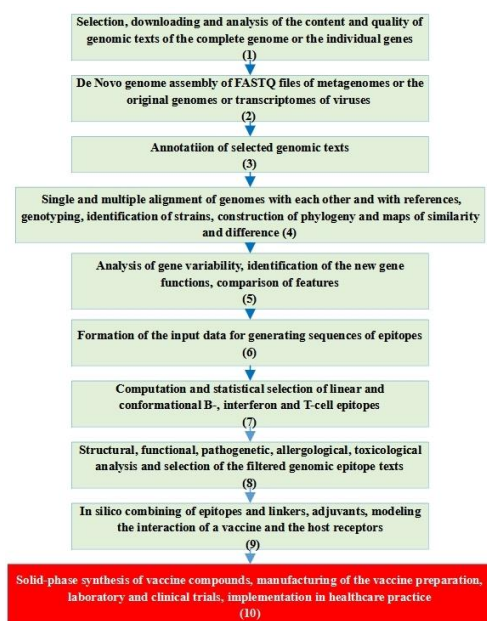 Selection, downloading and analysis of the content and quality of
genomic texts of the complete genome or the individual genes
(1)
De Novo genome assembly of FASTQ files of metagenomes or the
original genomes or transcriptomes of viruses
(2)
Annotatiion of selected genomic texts
(3)
Single and multiple alignment of genomes with each other and with references,
genotyping, identification of strains, construction of phylogeny and maps of similarity
and difference (4)
Analysis of gene variability, identification of the new gene
functions, comparison of features
(5)
Formation of the input data for generating sequences of epitopes
(6)
Computation and statistical selection of linear and
conformational B-, interferon and T-cell epitopes
(7)
Structural, functional, pathogenetic, allergological, toxicological
analysis and selection of the filtered genomic epitope texts
(8)
In silico combining of epitopes and linkers, adjuvants, modeling
the interaction of a vaccine and the host receptors
(9)
Solid-phase synthesis of vaccine compounds, manufacturing of the vaccine preparation,
laboratory and clinical trials, implementation in healthcare practice
(10)